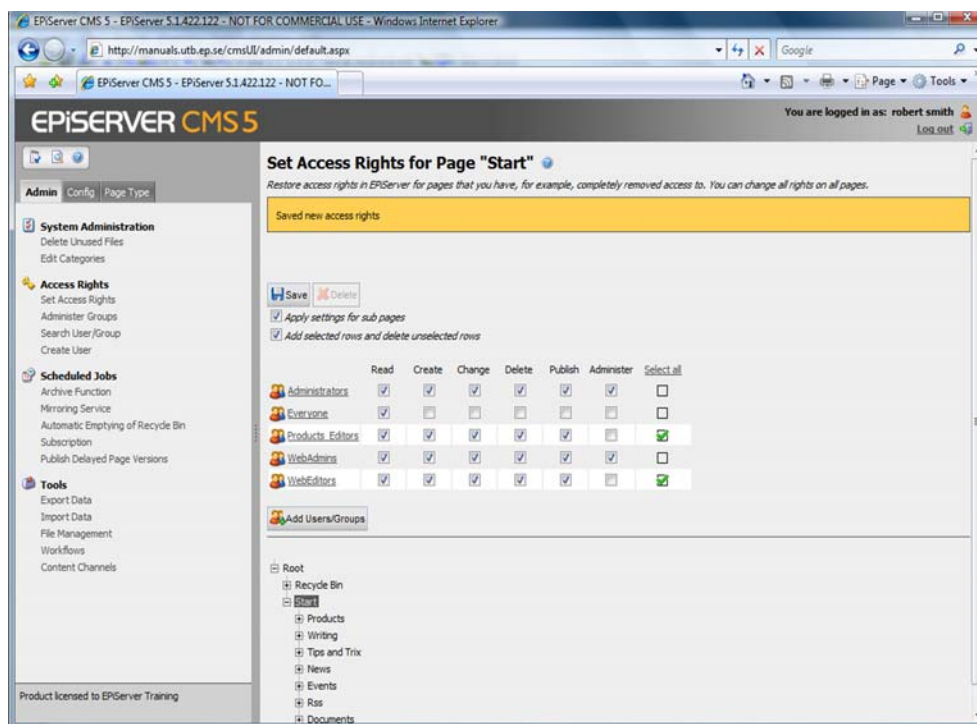 EPiServer CMS 5 - EPiServer 5.1.422.122 - NOT FOR COMMERCIAL USE - Windows Internet Explorer
http://manuals.utb.ep.se/cmsUI/admin/default.aspx
Google
EPiServer CMS 5 - EPiServer 5.1.422.122 - NOT FO...
Page
Tools
EPiSERVER CMS 5
You are logged in as: robert smith
Log out
Admin Config Page Type
System Administration
Delete Unused Files
Edit Categories
Access Rights
Set Access Rights
Administer Groups
Search User/Group
Create User
Scheduled Jobs
Archive Function
Mirroring Service
Automatic Emptying of Recycle Bin
Subscription
Publish Delayed Page Versions
Tools
Export Data
Import Data
File Management
Workflows
Content Channels
Product licensed to EPiServer Training
Set Access Rights for Page "Start"
Restore access rights in EPiServer for pages that you have, for example, completely removed access to. You can change all rights on all pages.
Saved new access rights
Save Delete
Apply settings for sub pages
Add selected rows and delete unselected rows
Read Create Change Delete Publish Administer Select all
Administrators
Everyone
Products_Editors
WebAdmins
WebEditors
Add Users/Groups
Root
Recycle Bin
Start
Products
Writing
Tips and Trix
News
Events
Rss
Documents